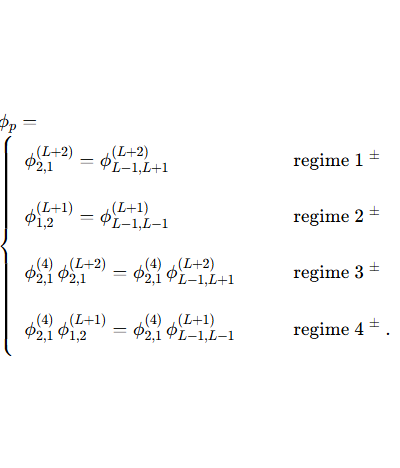 ϕ_p =
ϕ_{2,1}^{(L+2)} = ϕ_{L−1,L+1}^{(L+2)} regime 1 ^±
ϕ_{1,2}^{(L+1)} = ϕ_{L−1,L−1}^{(L+1)} regime 2 ^±
ϕ_{2,1}^{(4)} ϕ_{2,1}^{(L+2)} = ϕ_{2,1}^{(4)} ϕ_{L−1,L+1}^{(L+2)} regime 3 ^±
ϕ_{2,1}^{(4)} ϕ_{1,2}^{(L+1)} = ϕ_{2,1}^{(4)} ϕ_{L−1,L−1}^{(L+1)} regime 4 ^± .